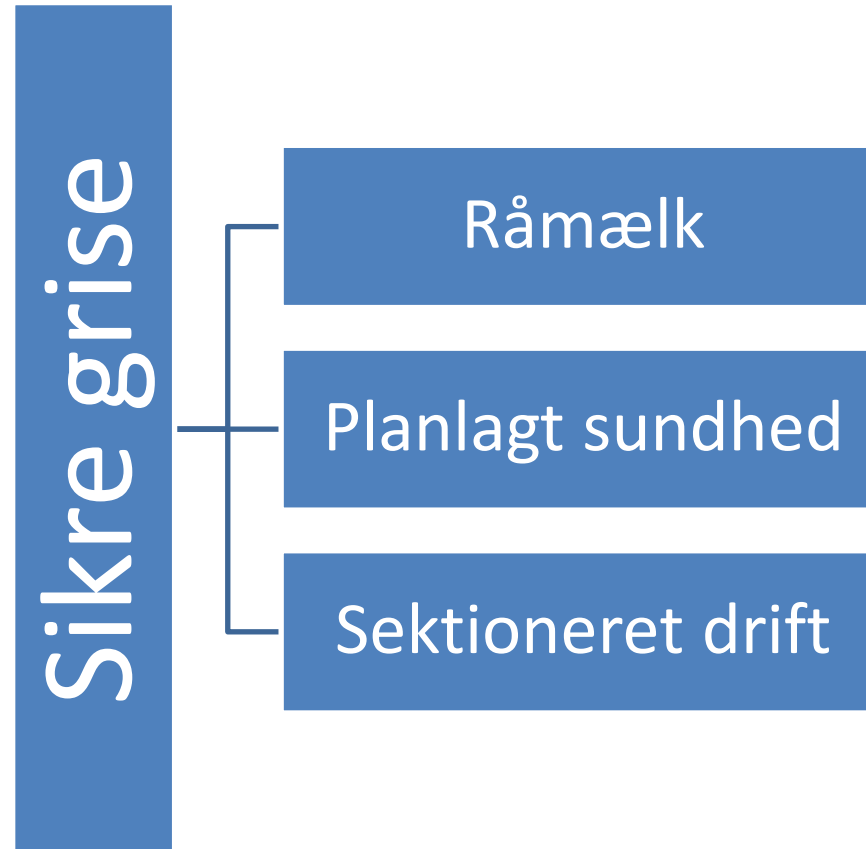 Sikre grise
Råmælk
Planlagt sundhed
Sektioneret drift